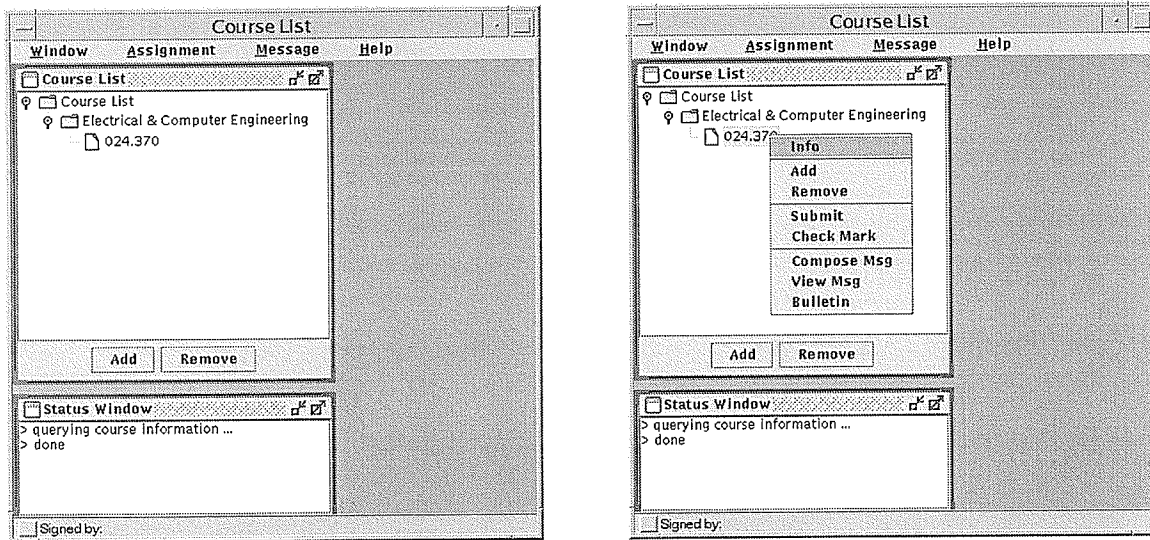 Course List
Window Assignment Message Help
Course List
Course List
Electrical & Computer Engineering
024.370
Add Remove
Status Window
> querying course information ...
> done
Signed by:
Course List
Window Assignment Message Help
Course List
Course List
Electrical & Computer Engineering
024.370
Info
Add
Remove
Submit
Check Mark
Compose Msg
View Msg
Bulletin
Add Remove
Status Window
> querying course information ...
> done
Signed by: